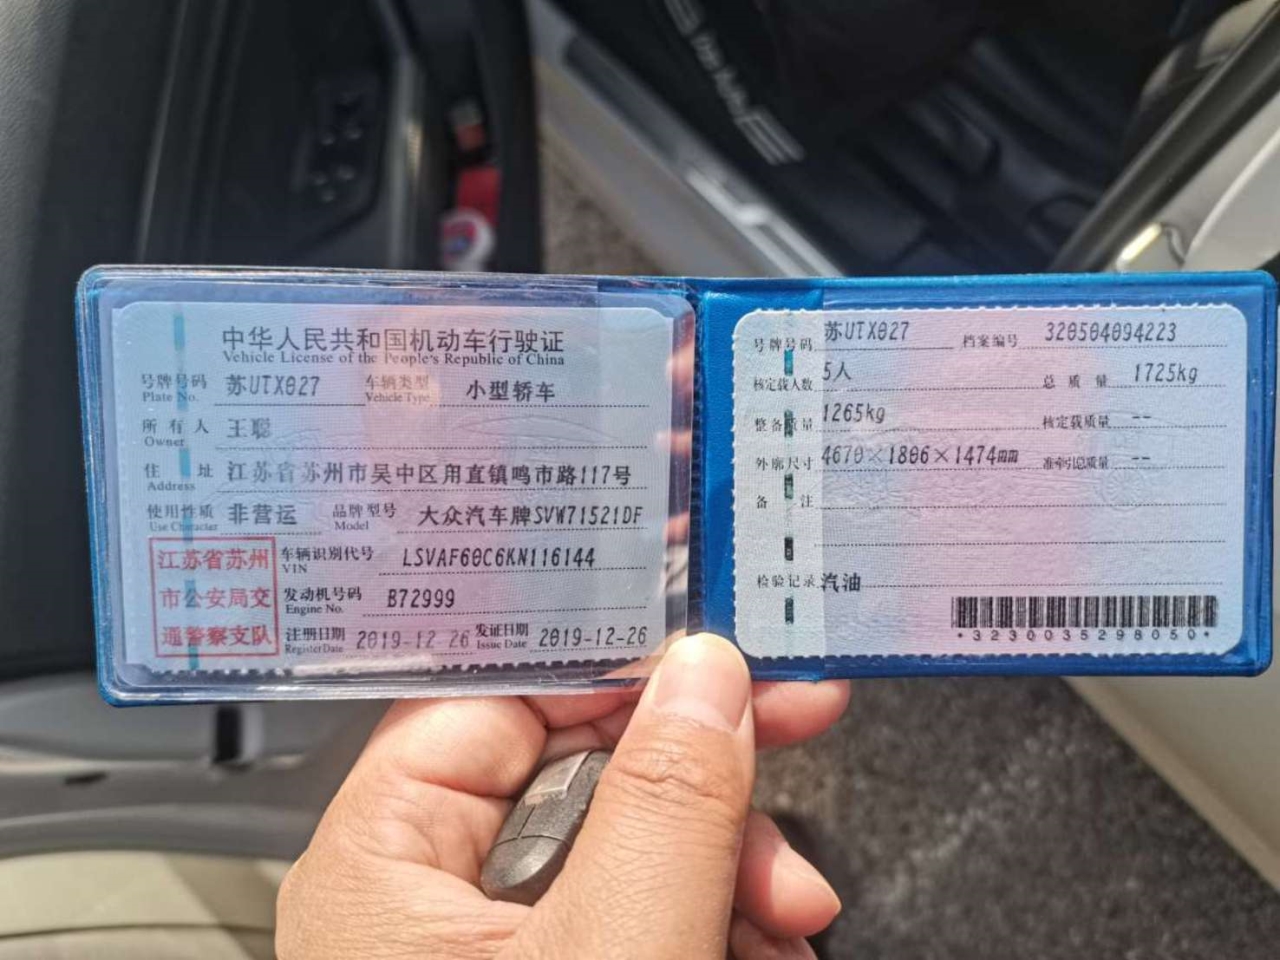 中华人民共和国机动车行驶证
Vehicle License of the People's Republic of China
号牌号码 苏UTX027 车辆类型 小型轿车
Plate No. Vehicle Type
所有人 王聪
Owner
住址 江苏省苏州市吴中区用直镇鸣市路117号
Address
使用性质 非营运 品牌型号 大众汽车牌SVW71521DF
Use Character Model
江苏省苏州
市公安局交
通警察支队
车辆识别代号 LSVAF60C6KN116144
VIN
发动机号码 B72999
Engine No.
注册日期 2019-12-26 发证日期 2019-12-26
Register Date Issue Date
号牌号码 苏UTX027 档案编号 320504094223
核定载人数 5人 总质量 1725kg
整备质量 1265kg 核定载质量 --
外廓尺寸 4670×1806×1474mm 准牵引总质量 --
备注
检验记录 汽油
*3230035298050*